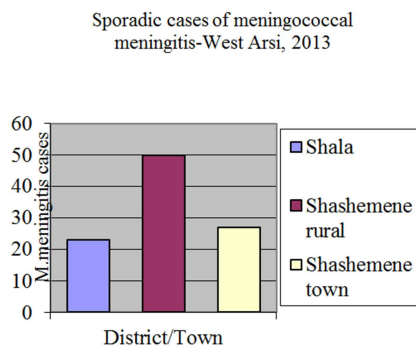 Sporadic cases of meningococcal
meningitis-West Arsi, 2013
60
50
40
30
20
10
0
M meningitis cases
District/Town
Shala
Shashemene
rural
Shashemene
town